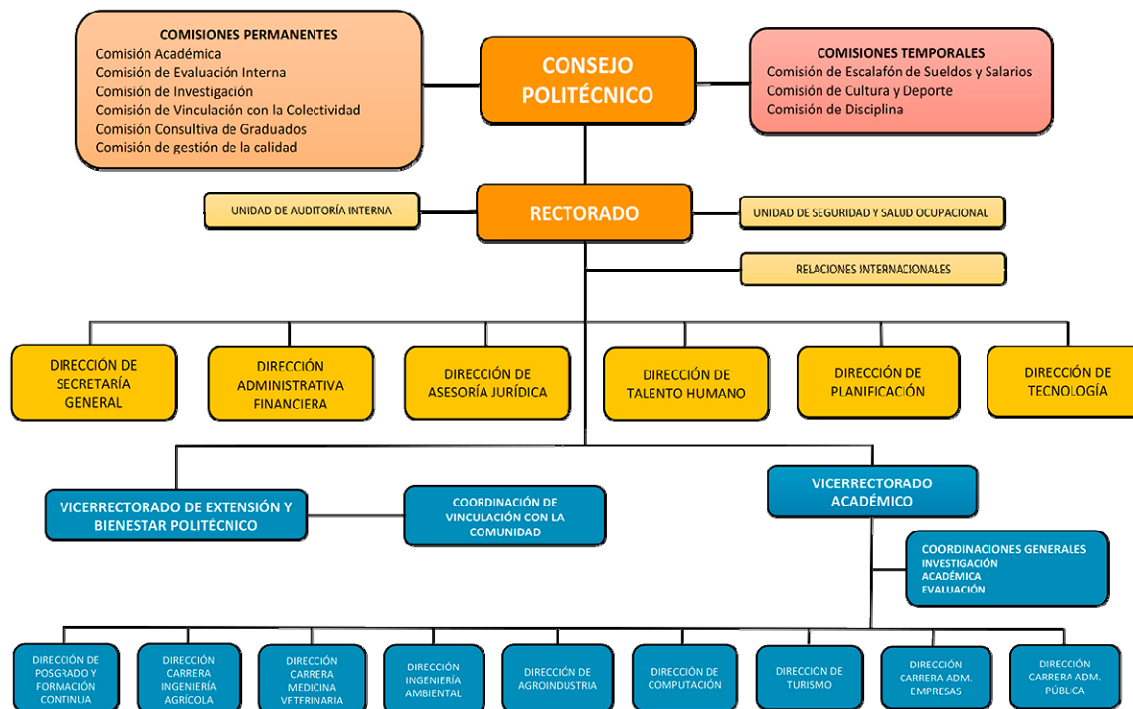 COMISIONES PERMANENTES
Comisión Académica
Comisión de Evaluación Interna
Comisión de Investigación
Comisión de Vinculación con la Colectividad
Comisión Consultiva de Graduados
Comisión de gestión de la calidad
CONSEJO
POLITÉCNICO
COMISIONES TEMPORALES
Comisión de Escalafón de Sueldos y Salarios
Comisión de Cultura y Deporte
Comisión de Disciplina
UNIDAD DE AUDITORÍA INTERNA
RECTORADO
UNIDAD DE SEGURIDAD Y SALUD OCUPACIONAL
RELACIONES INTERNACIONALES
DIRECCIÓN DE
SECRETARÍA
GENERAL
DIRECCIÓN
ADMINISTRATIVA
FINANCIERA
DIRECCIÓN DE
ASESORÍA JURÍDICA
DIRECCIÓN DE
TALENTO HUMANO
DIRECCIÓN DE
PLANIFICACIÓN
DIRECCIÓN DE
TECNOLOGÍA
VICERRECTORADO DE EXTENSIÓN Y
BIENESTAR POLITÉCNICO
COORDINACIÓN DE
VINCULACIÓN CON LA
COMUNIDAD
VICERRECTORADO
ACADÉMICO
COORDINACIONES GENERALES
INVESTIGACIÓN
ACADÉMICA
EVALUACIÓN
DIRECCIÓN DE
POSGRADO Y
FORMACIÓN
CONTINUA
DIRECCIÓN
CARRERA
INGENIERÍA
AGRÍCOLA
DIRECCIÓN
CARRERA
MEDICINA
VETERINARIA
DIRECCIÓN
INGENIERÍA
AMBIENTAL
DIRECCIÓN DE
AGROINDUSTRIA
DIRECCIÓN DE
COMPUTACIÓN
DIRECCIÓN DE
TURISMO
DIRECCIÓN
CARRERA ADM.
EMPRESAS
DIRECCIÓN
CARRERA ADM.
PÚBLICA